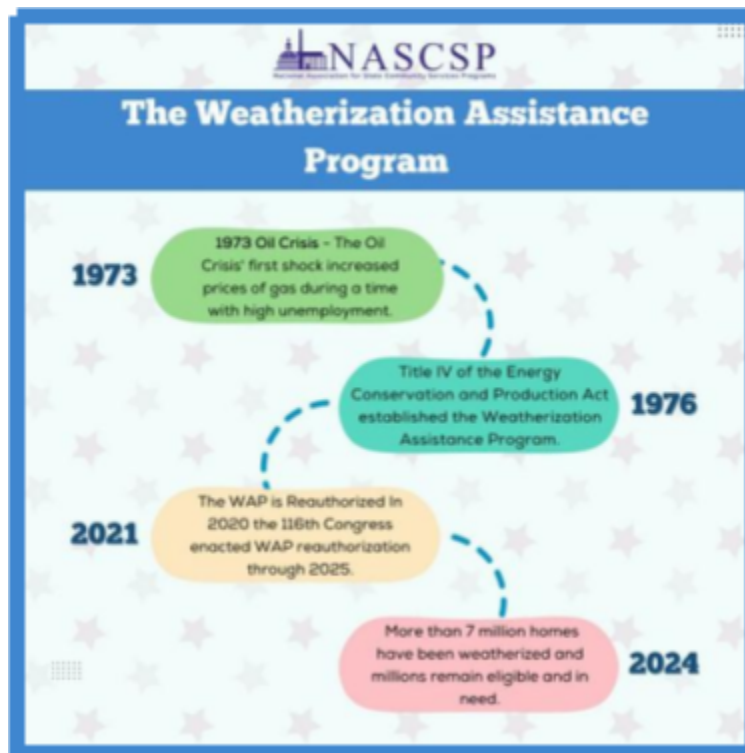 NASCSP
National Association for State Community Services Programs
The Weatherization Assistance
Program
1973
1973 Oil Crisis - The Oil
Crisis' first shock increased
prices of gas during a time
with high unemployment.
Title IV of the Energy
Conservation and Production Act
established the Weatherization
Assistance Program.
1976
2021
The WAP is Reauthorized In
2020 the 116th Congress
enacted WAP reauthorization
through 2025.
More than 7 million homes
have been weatherized and
millions remain eligible and in
need.
2024